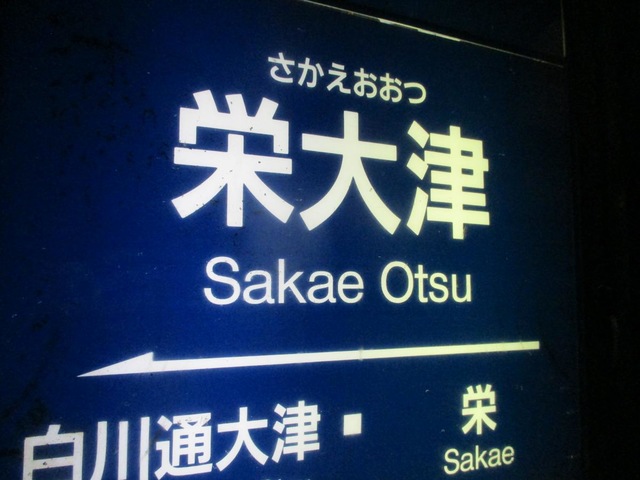 さかえおおつ
栄大津
Sakae Otsu
白川通大津 ■ 栄
Sakae